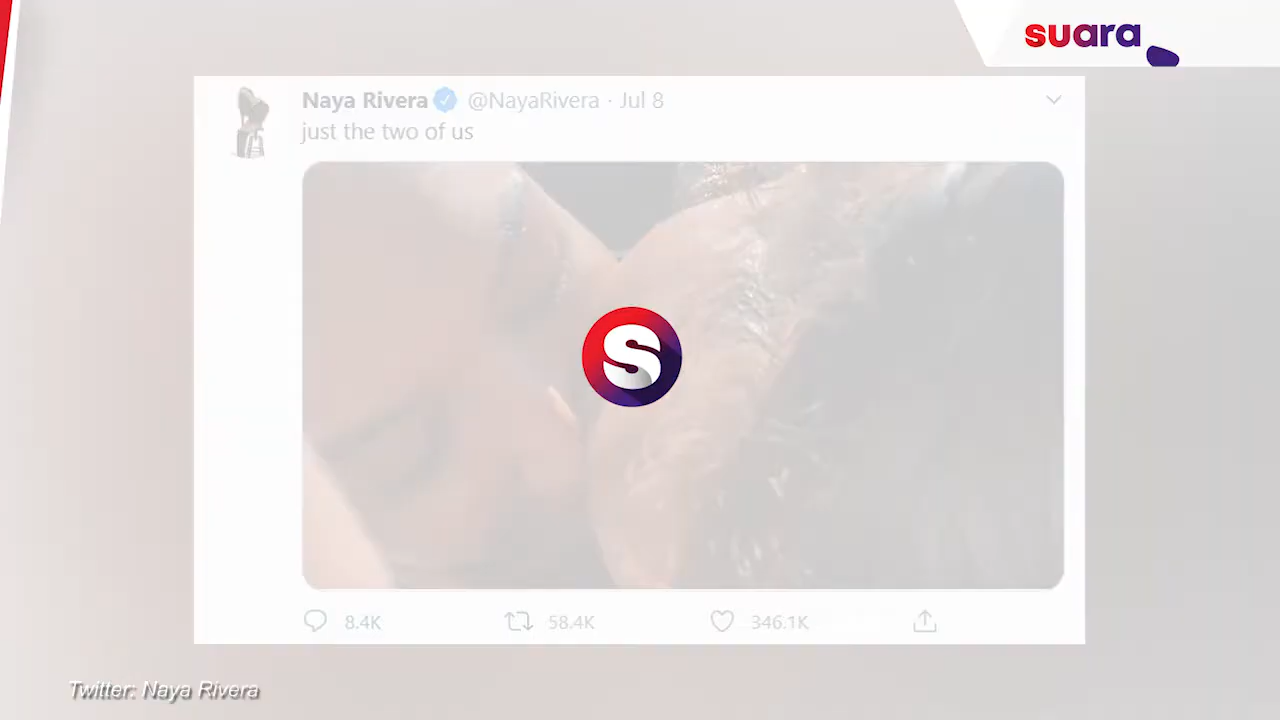 suara
Naya Rivera @NayaRivera · Jul 8
just the two of us
S
8.4K 58.4K 346.1K
Twitter: Naya Rivera